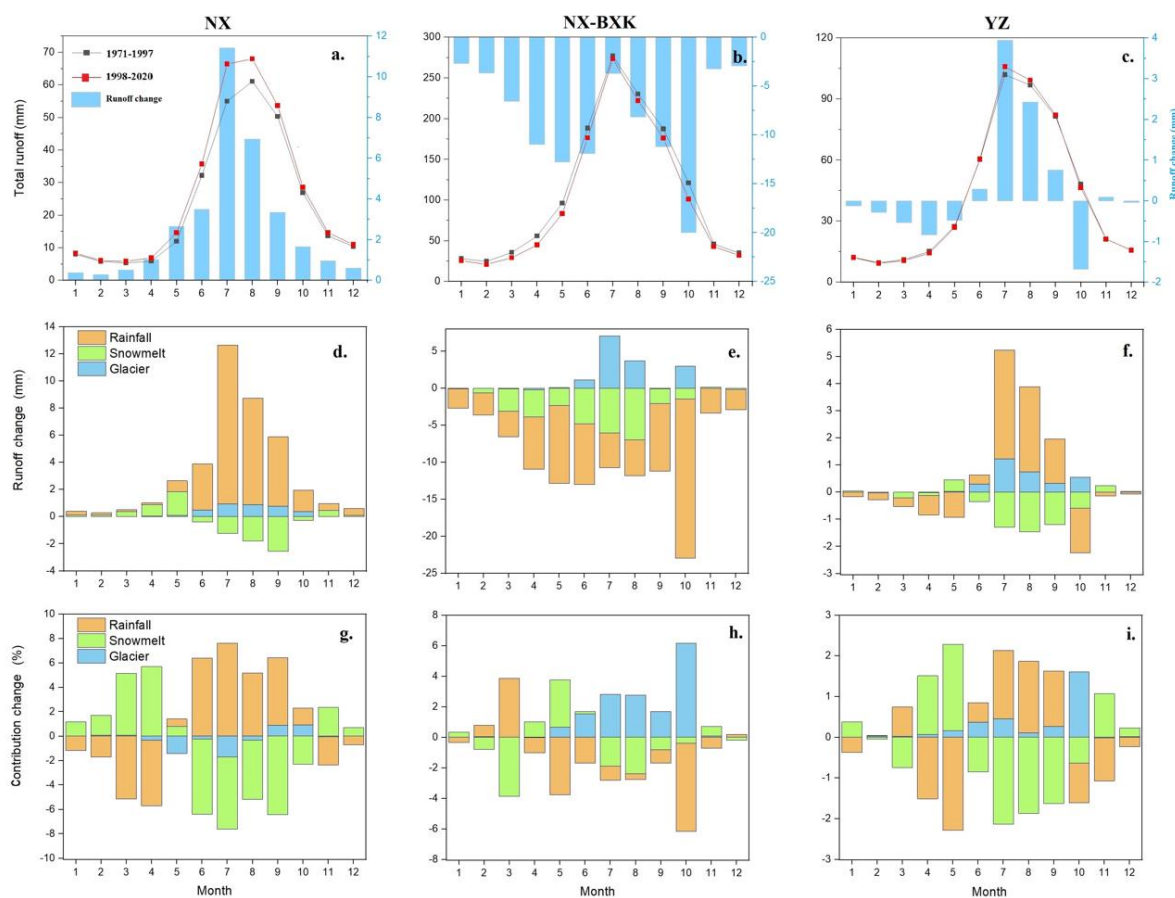 NX
NX-BXK
YZ
a.
1971-1997
1998-2020
Runoff change
Total runoff (mm)
70
60
50
40
30
20
10
0
12
10
8
6
4
2
0
1 2 3 4 5 6 7 8 9 10 11 12
b.
300
250
200
150
100
50
0
0
-5
-10
-15
-20
-25
1 2 3 4 5 6 7 8 9 10 11 12
c.
120
90
60
30
0
4
3
2
1
0
-1
-2
Runoff change (mm)
1 2 3 4 5 6 7 8 9 10 11 12
d.
Rainfall
Snowmelt
Glacier
Runoff change (mm)
14
12
10
8
6
4
2
0
-2
-4
1 2 3 4 5 6 7 8 9 10 11 12
e.
5
0
-5
-10
-15
-20
-25
1 2 3 4 5 6 7 8 9 10 11 12
f.
6
5
4
3
2
1
0
-1
-2
-3
1 2 3 4 5 6 7 8 9 10 11 12
g.
Rainfall
Snowmelt
Glacier
Contribution change (%)
10
8
6
4
2
0
-2
-4
-6
-8
-10
1 2 3 4 5 6 7 8 9 10 11 12
Month
h.
8
6
4
2
0
-2
-4
-6
-8
1 2 3 4 5 6 7 8 9 10 11 12
Month
i.
3
2
1
0
-1
-2
-3
1 2 3 4 5 6 7 8 9 10 11 12
Month